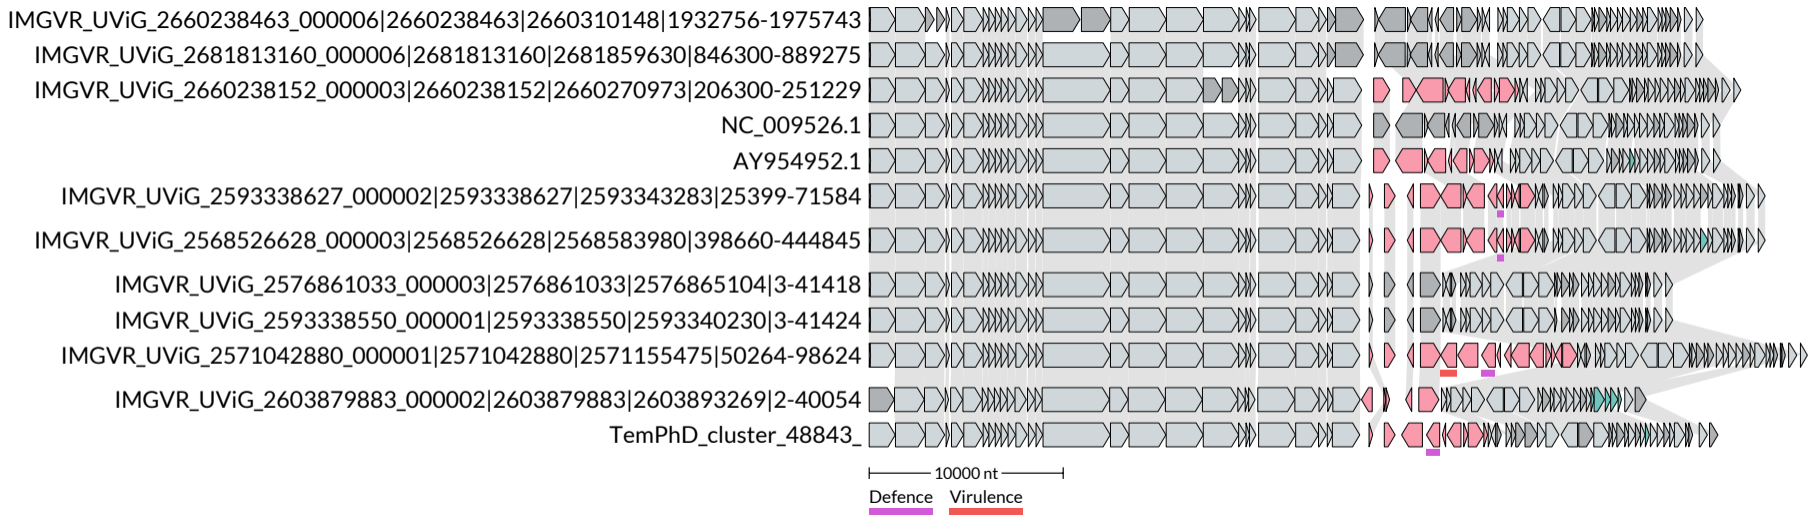 IMGVR_UViG_2660238463_000006|2660238463|2660310148|1932756-1975743
IMGVR_UViG_2681813160_000006|2681813160|2681859630|846300-889275
IMGVR_UViG_2660238152_000003|2660238152|2660270973|206300-251229
NC_009526.1
AY954952.1
IMGVR_UViG_2593338627_000002|2593338627|2593343283|25399-71584
IMGVR_UViG_2568526628_000003|2568526628|2568583980|398660-444845
IMGVR_UViG_2576861033_000003|2576861033|2576865104|3-41418
IMGVR_UViG_2593338550_000001|2593338550|2593340230|3-41424
IMGVR_UViG_2571042880_000001|2571042880|2571155475|50264-98624
IMGVR_UViG_2603879883_000002|2603879883|2603893269|2-40054
TemPhD_cluster_48843_
10000 nt
Defence Virulence